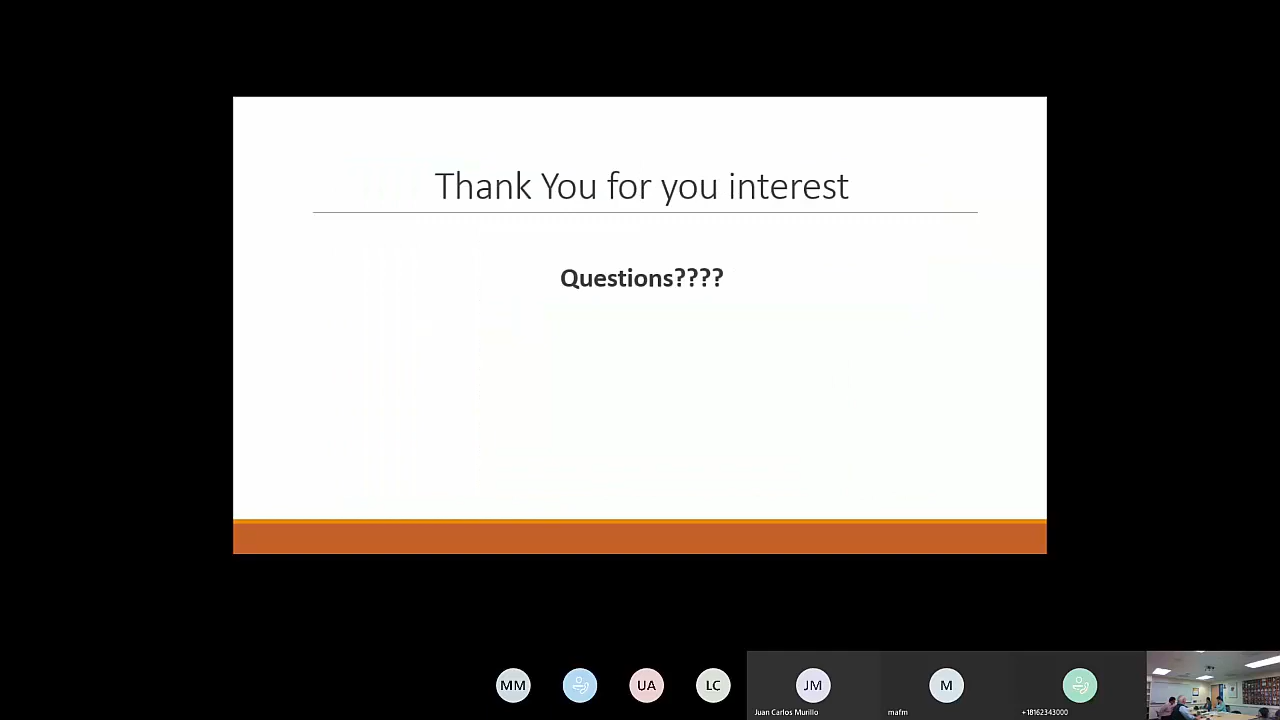 Thank You for you interest
Questions????
MM
UA
LC
JM
M
Juan Carlos Murillo
mafm
+18162343000